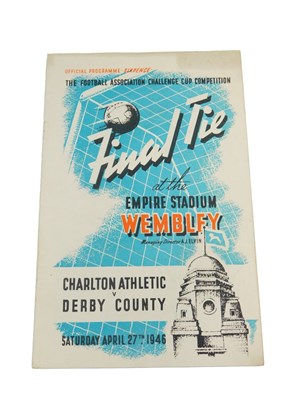 OFFICIAL PROGRAMME SIXPENCE
THE FOOTBALL ASSOCIATION CHALLENGE CUP COMPETITION
Final Tie
at the
EMPIRE STADIUM
WEMBLEY
Managing Director A.J. ELVIN
CHARLTON ATHLETIC
V
DERBY COUNTY
SATURDAY APRIL 27TH 1946